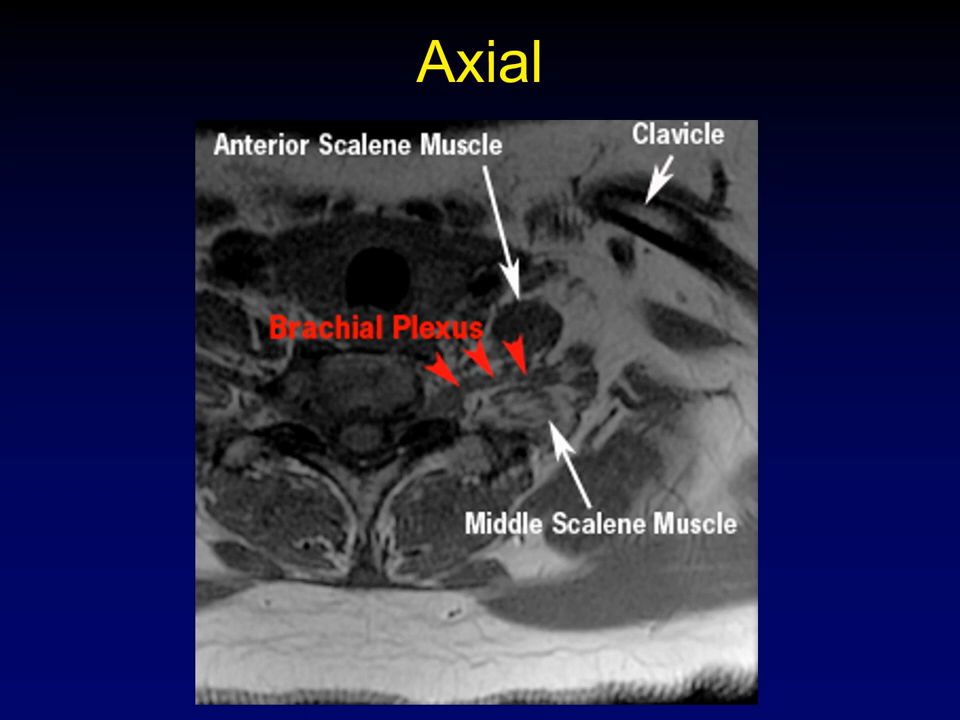 Axial
Anterior Scalene Muscle
Clavicle
Brachial Plexus
Middle Scalene Muscle